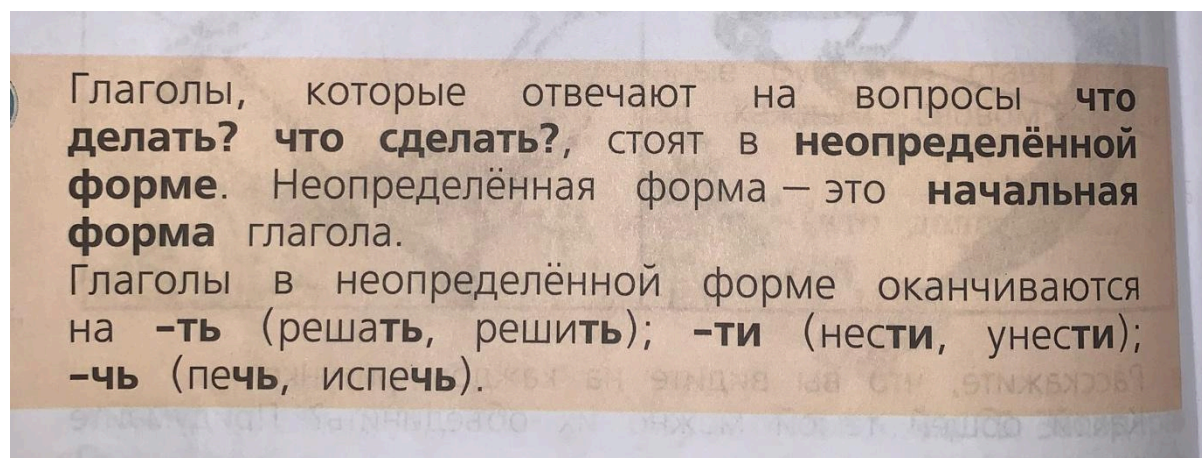 Глаголы, которые отвечают на вопросы что
делать? что сделать?, стоят в неопределённой
форме. Неопределённая форма – это начальная
форма глагола.
Глаголы в неопределённой форме оканчиваются
на –ть (решать, решить); –ти (нести, унести);
–чь (печь, испечь).